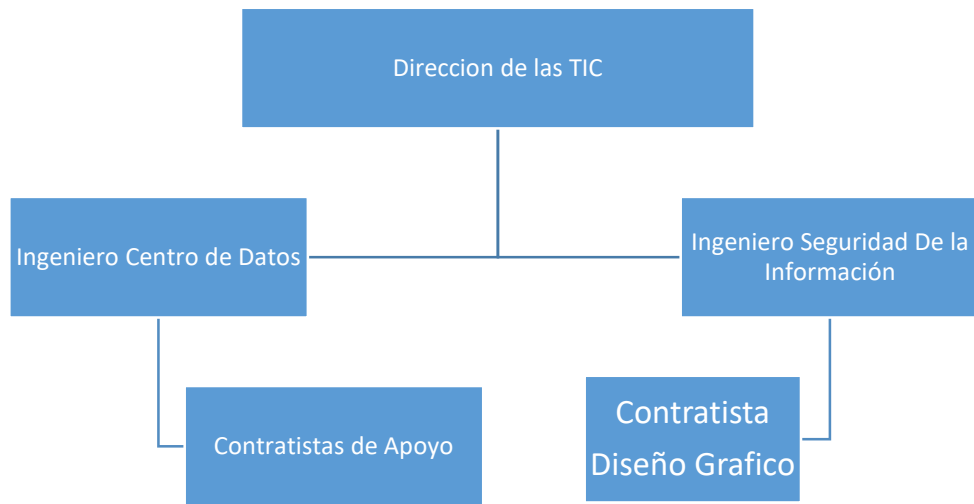 Direccion de las TIC
Ingeniero Centro de Datos
Ingeniero Seguridad De la
Información
Contratistas de Apoyo
Contratista
Diseño Grafico